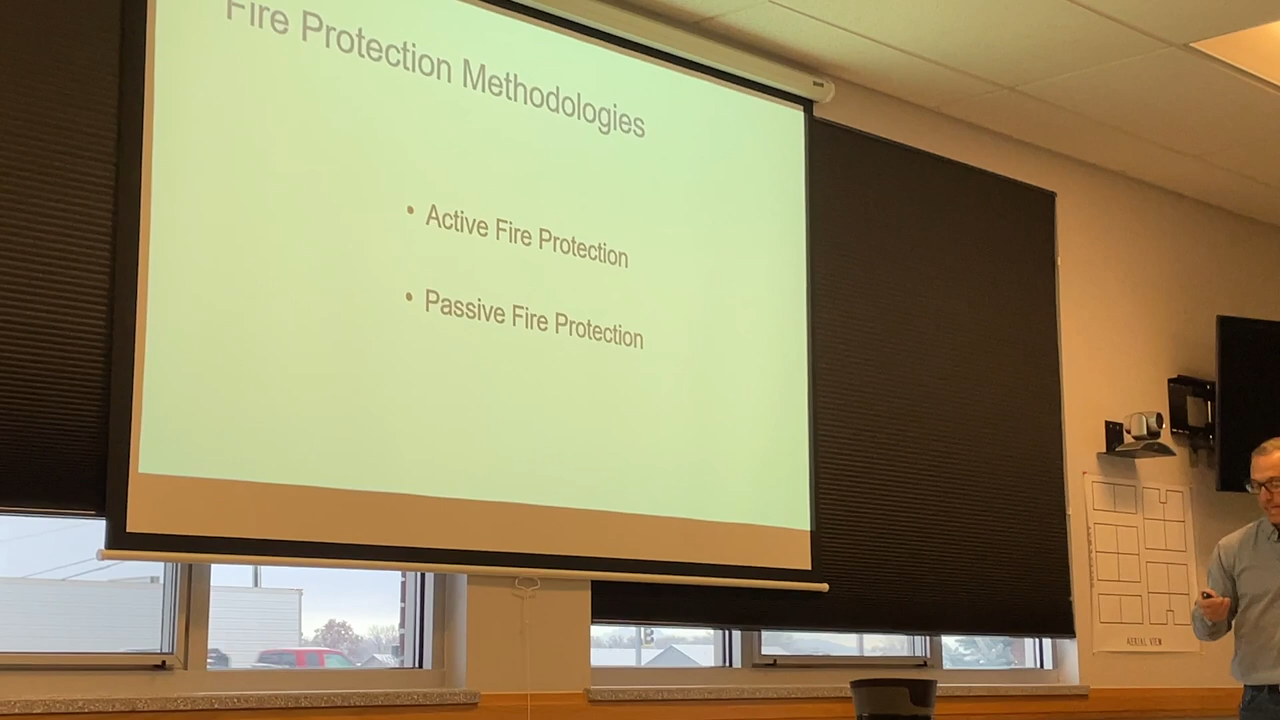 Fire Protection Methodologies
• Active Fire Protection
• Passive Fire Protection
AERIAL VIEW